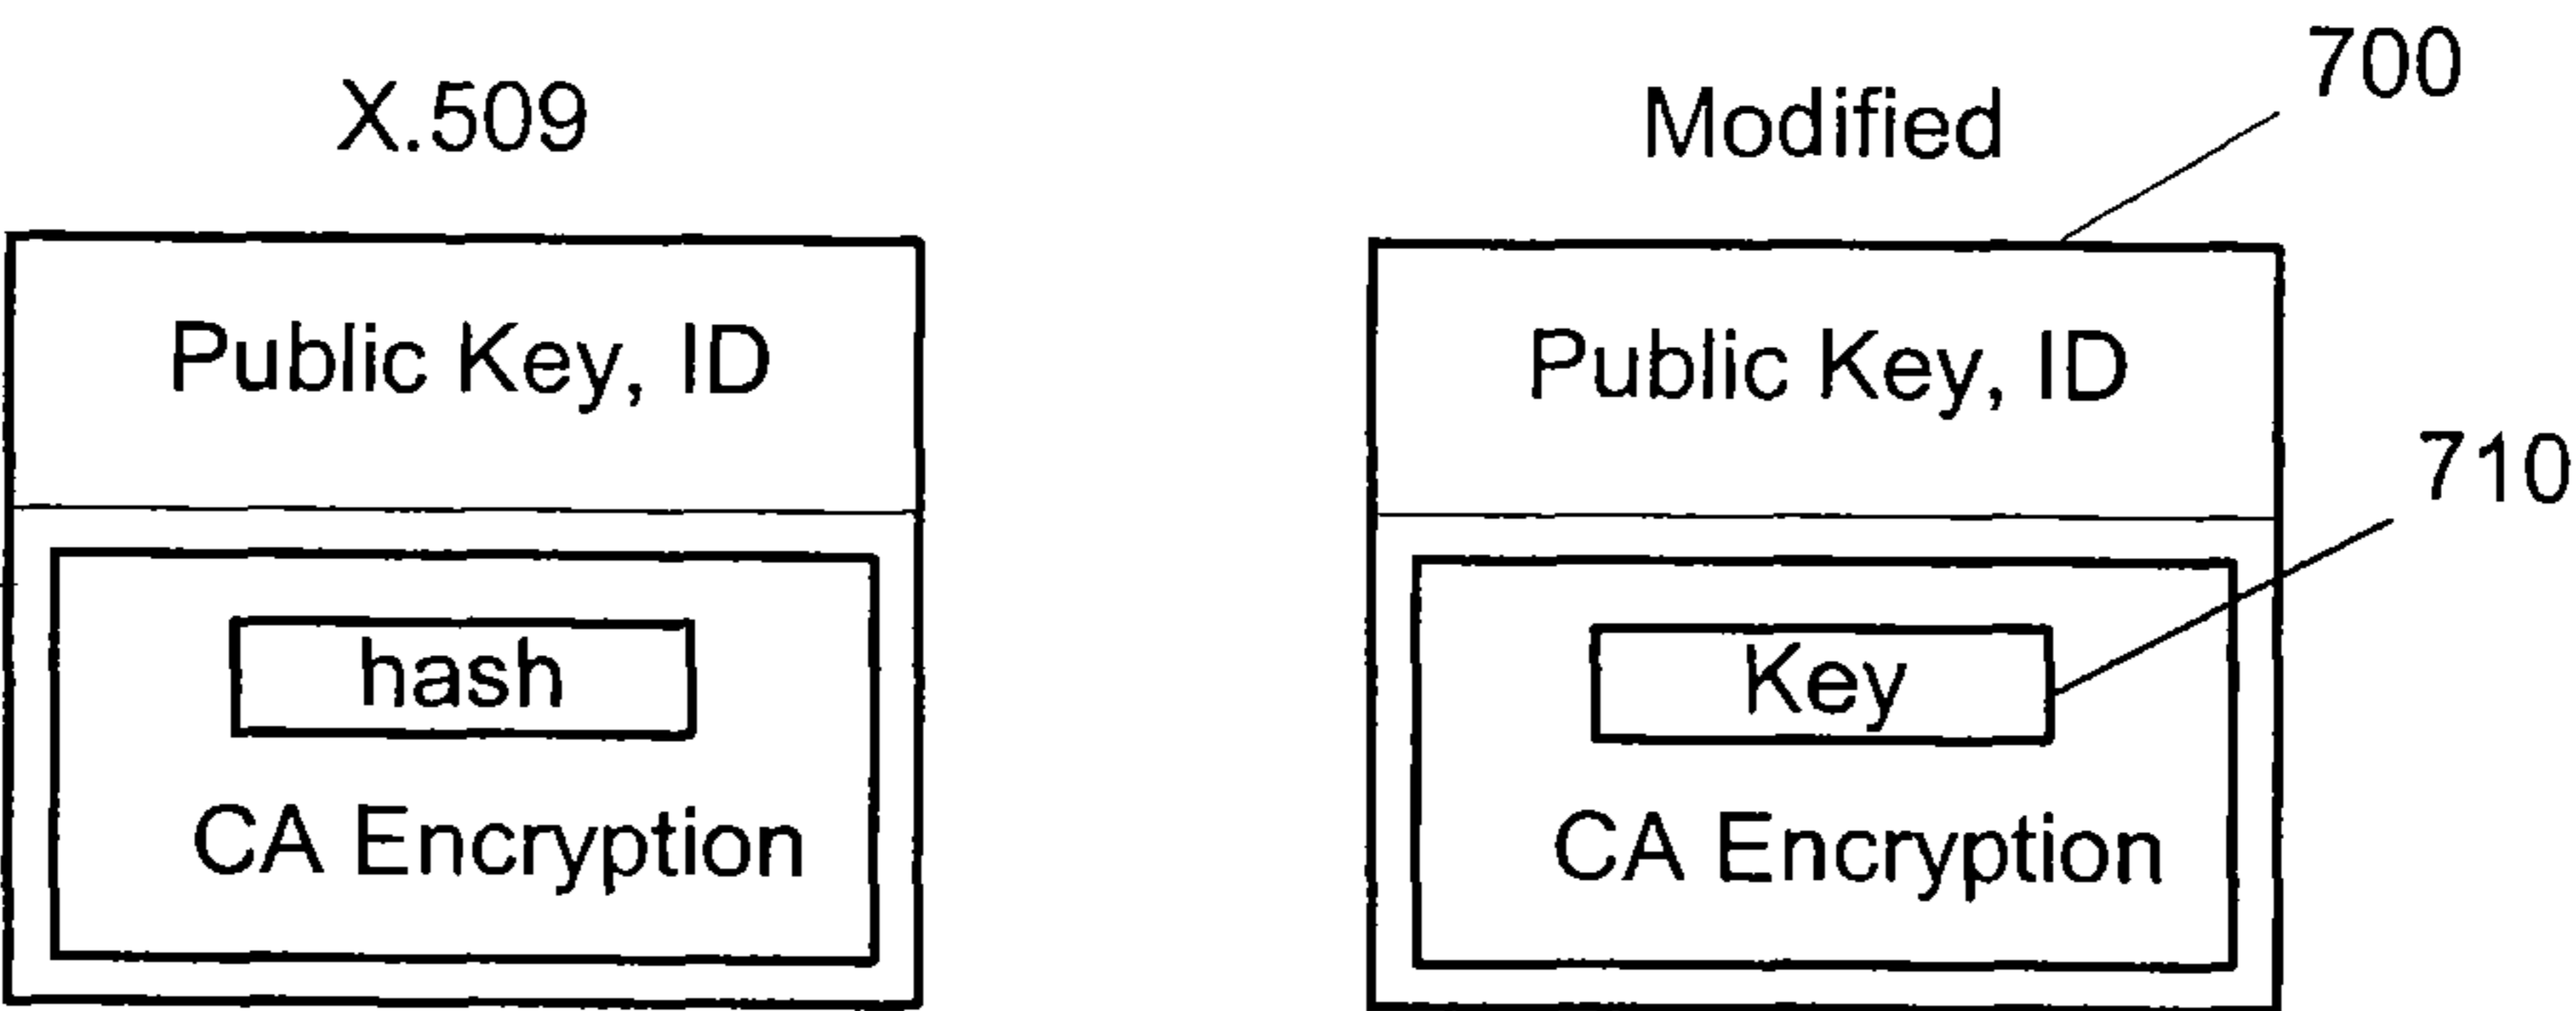 X.509
Public Key, ID
hash
CA Encryption
Modified
700
Public Key, ID
710
Key
CA Encryption